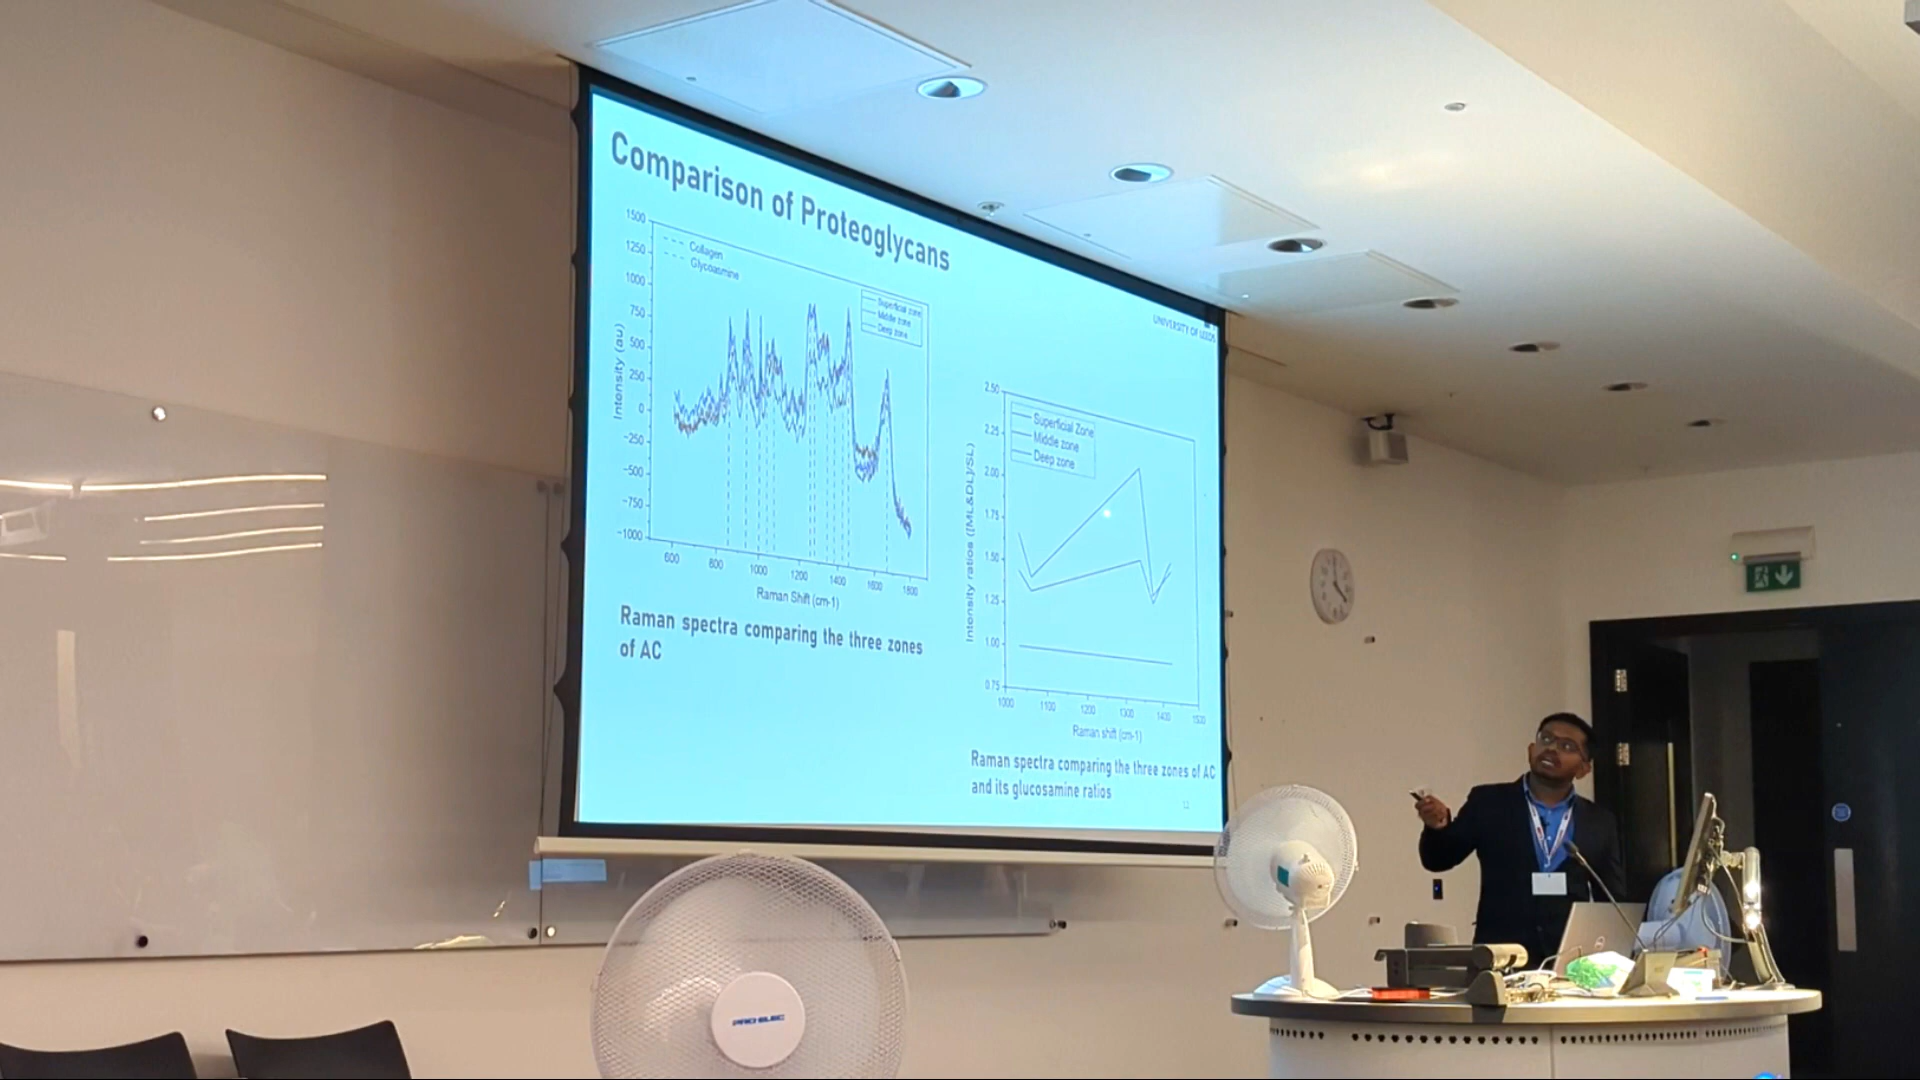 Comparison of Proteoglycans
UNIVERSITY OF LEEDS
1500
1250
1000
750
500
250
0
-250
-500
-750
-1000
Intensity (au)
Collagen
Glycoasmine
Superficial zone
Middle zone
Deep zone
600 800 1000 1200 1400 1600 1800
Raman Shift (cm-1)
Raman spectra comparing the three zones
of AC
2.50
2.25
2.00
1.75
1.50
1.25
1.00
0.75
Intensity ratios ([ML&DL]/SL)
Superficial Zone
Middle zone
Deep zone
1000 1100 1200 1300 1400 1500
Raman shift (cm-1)
Raman spectra comparing the three zones of AC
and its glucosamine ratios
12
PRO ELEC